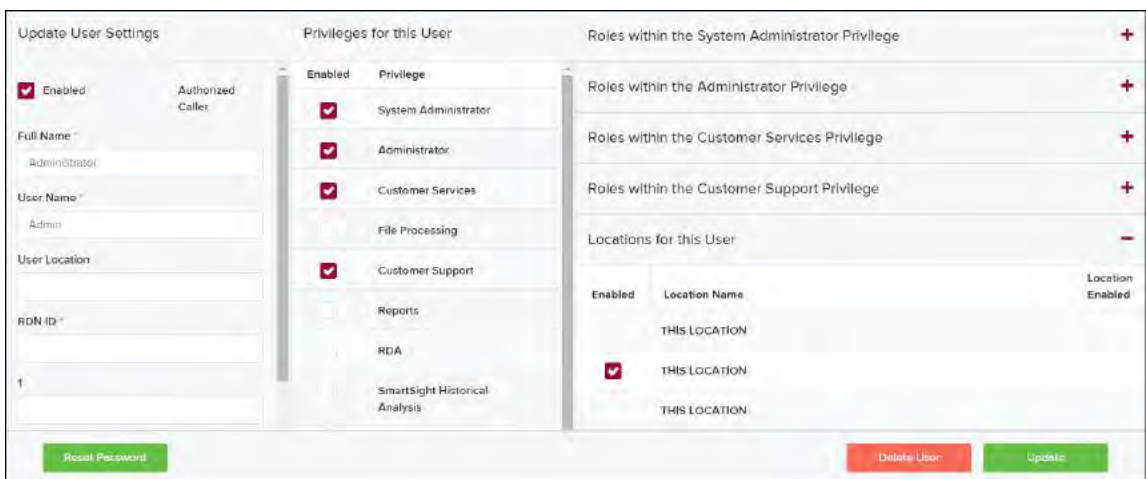 Update User Settings
Enabled
Authorized
Caller
Full Name *
Administrator
User Name *
Admin
User Location
RDN ID *
1
Reset Password
Privileges for this User
Enabled Privilege
System Administrator
Administrator
Customer Services
File Processing
Customer Support
Reports
RDA
SmartSight Historical
Analysis
Roles within the System Administrator Privilege
Roles within the Administrator Privilege
Roles within the Customer Services Privilege
Roles within the Customer Support Privilege
Locations for this User
Enabled Location Name Location
Enabled
THIS LOCATION
THIS LOCATION
THIS LOCATION
Delete User
Update